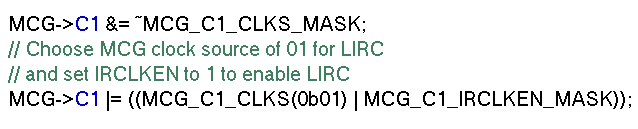 MCG->C1 &= ~MCG_C1_CLKS_MASK;
// Choose MCG clock source of 01 for LIRC
// and set IRCLKEN to 1 to enable LIRC
MCG->C1 |= ((MCG_C1_CLKS(0b01) | MCG_C1_IRCLKEN_MASK));